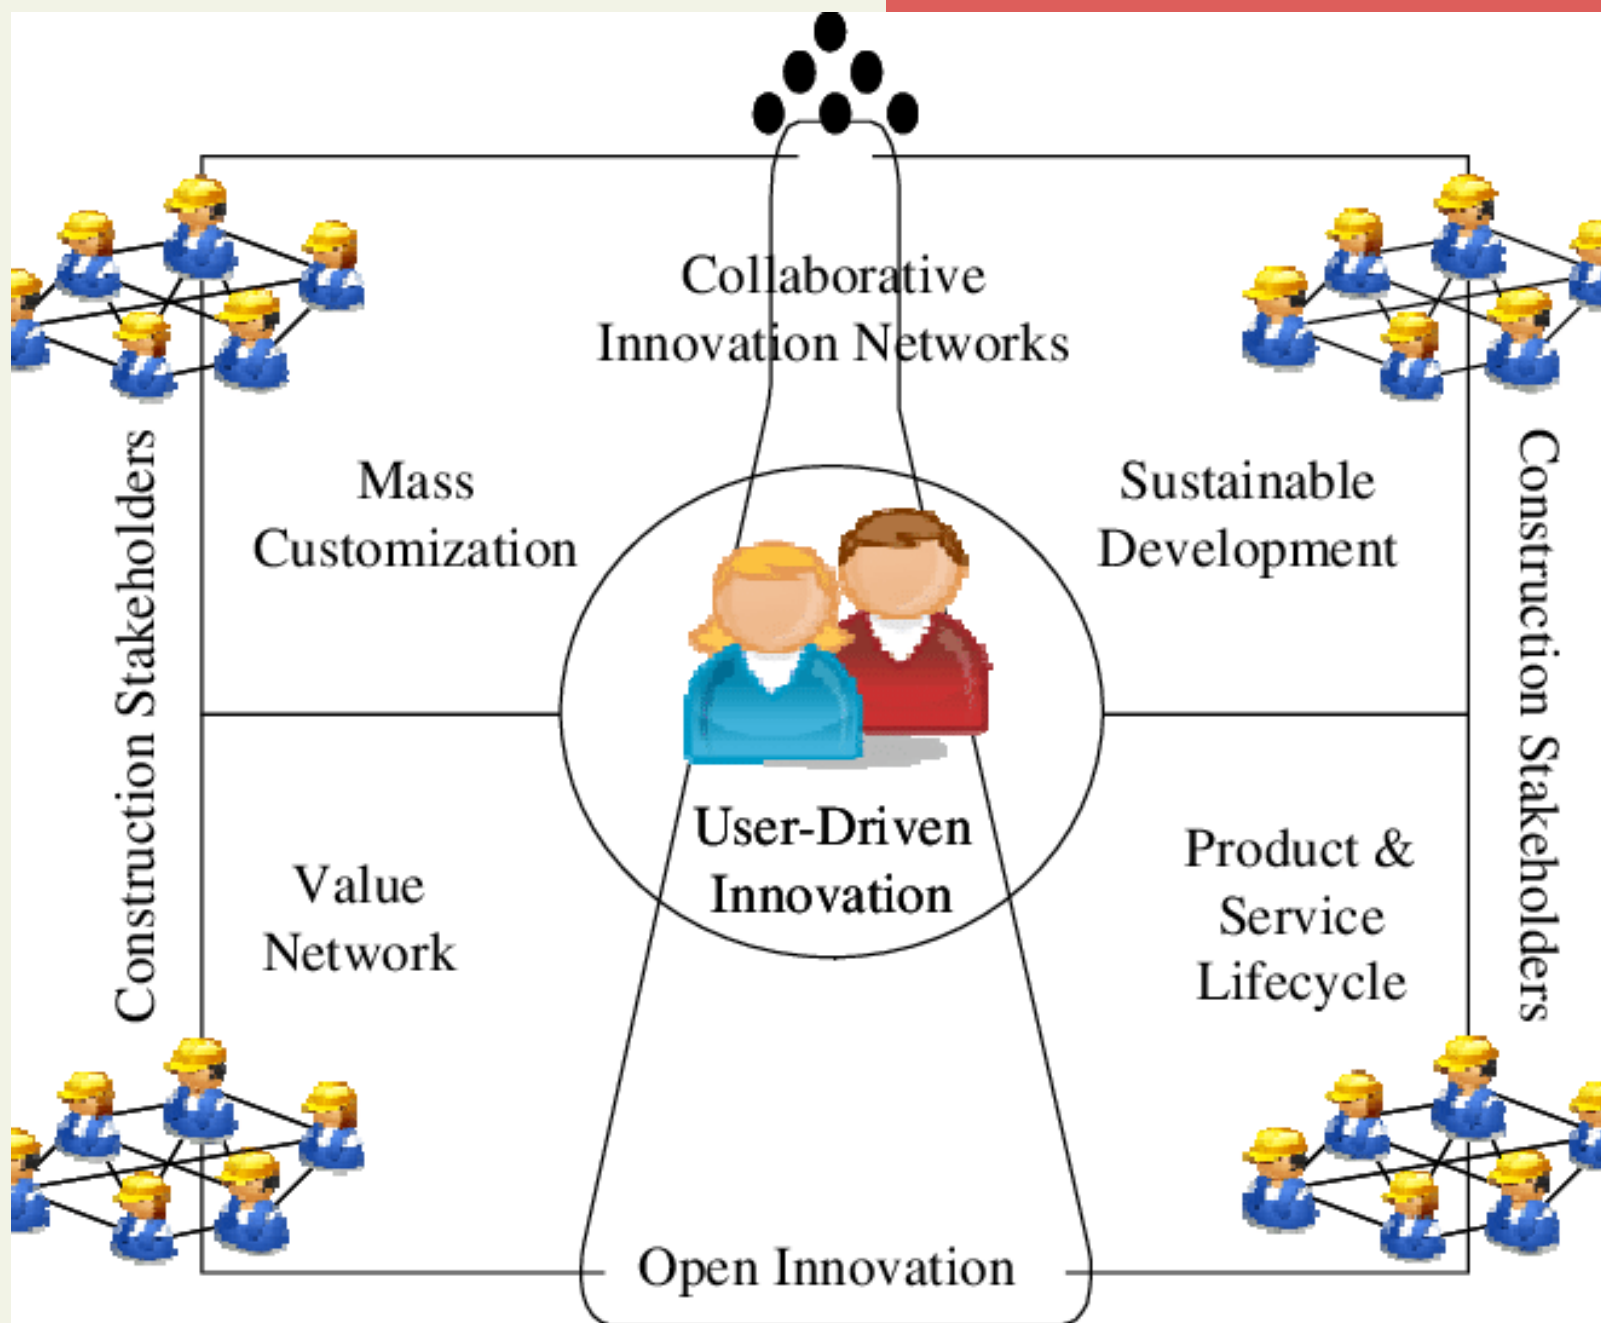 Collaborative
Innovation Networks
Mass
Customization
Sustainable
Development
Construction Stakeholders
Construction Stakeholders
User-Driven
Innovation
Value
Network
Product &
Service
Lifecycle
Open Innovation